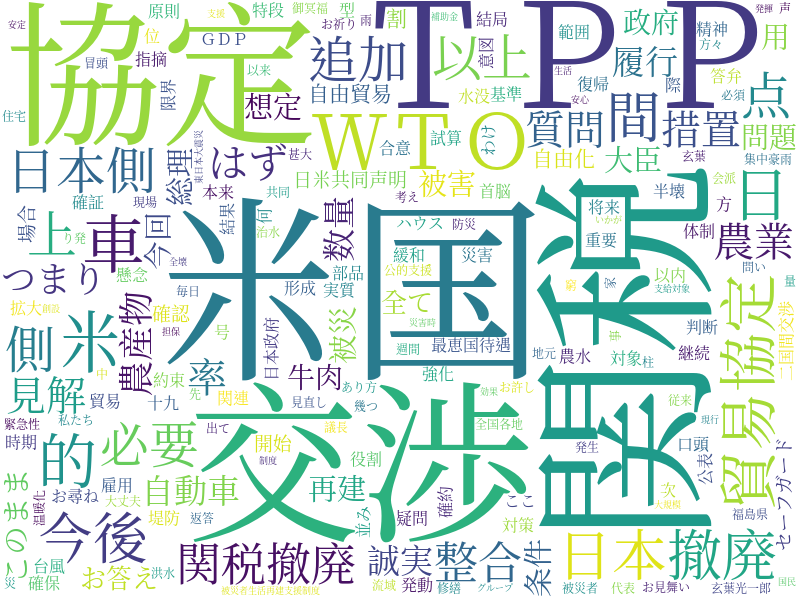 協定
TPP
米国
関税
交渉
WTO
追加
以上
間
質問
措置
履行
政府
用
点
問題
大臣
自由化
被害
日
農業
日本側
はず
総理
想定
自由貿易
水没
基準
範囲
復帰
答弁
際
精神
方々
声
発揮
必須
安心
生活
補助金
支援
雨
型
割
御冥福
お祈り
結局
意図
特段
GDP
原則
位
指摘
限界
冒頭
以来
安定
住宅
上
車
今回
場合
確証
現場
東日本大震災
甚大
合意
試算
わけ
日米共同声明
首脳
本来
共同
考え
何
結果
治水
数量
ハウス
防災
緩和
災害
公的支援
災害時
部品
形成
実質
全て
最恵国待遇
つまり
懸念
り発
全壊
毎日
日本政府
号
確認
農産物
拡大
側
米
率
被災
牛肉
週間
強化
見解
約束
貿易
十九
先
中
担保
関連
見直し
あり方
幾つ
出て
議長
制度
役割
開始
必要
的
緊急性
時期
私たち
雇用
大丈夫
お尋ね
自動車
再建
確約
疑問
並み
ここ
対策
全国各地
効果
お許し
このまま
今後
温暖化
堤防
返答
台風
確保
災
洪水
お答え
関税撤廃
被災者生活再建支援制度
流域
発動
修繕
グループ
誠実
整合
条件
日本
撤廃
被災者
代表
お見舞い
玄葉光一郎
国民
福島県
セーフガード
公表
口頭
次
大規模
発生
従来
現行
貿易協定
二国間交渉
継続
判断
対象
柱
地元
農水
支給対象
事
家
窮
以内
問い
量
重要
将来
体制
方
いかが
会派
半壊
集中豪雨
玄葉